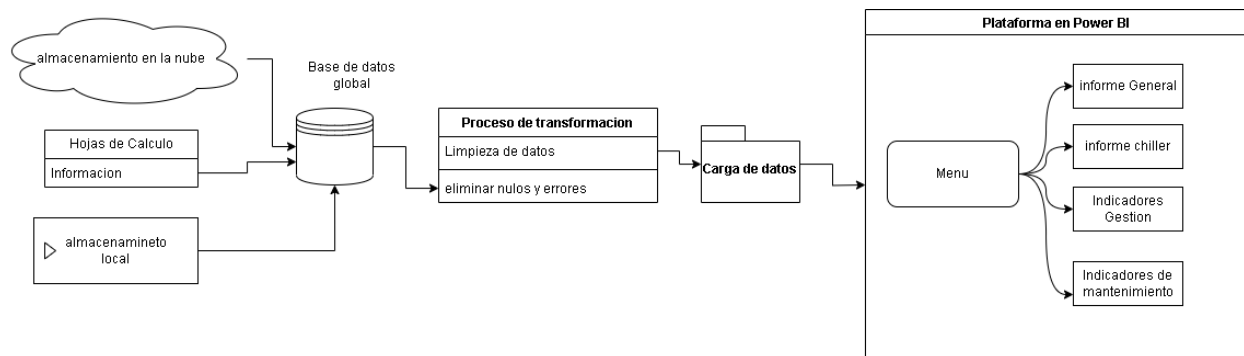 almacenamiento en la nube
Hojas de Calculo
Informacion
almacenamineto
local
Base de datos
global
Proceso de transformacion
Limpieza de datos
eliminar nulos y errores
Carga de datos
Plataforma en Power BI
Menu
informe General
informe chiller
Indicadores
Gestion
Indicadores de
mantenimiento